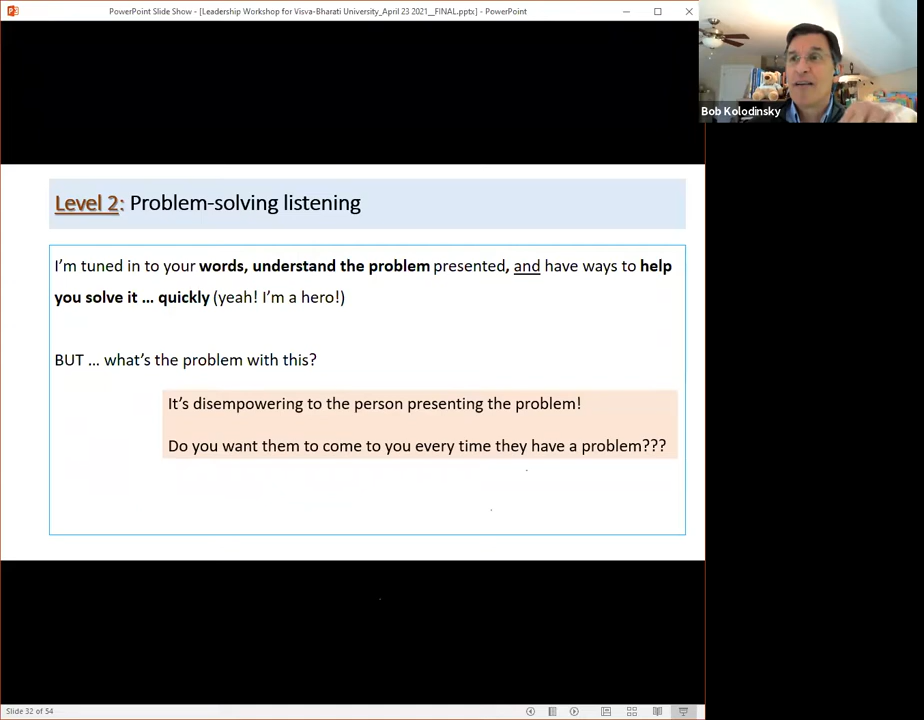 PowerPoint Slide Show - [Leadership Workshop for Visva-Bharati University_April 23 2021__FINAL.pptx] - PowerPoint
Bob Kolodinsky
Level 2: Problem-solving listening
I'm tuned in to your words, understand the problem presented, and have ways to help
you solve it ... quickly (yeah! I'm a hero!)
BUT ... what's the problem with this?
It's disempowering to the person presenting the problem!
Do you want them to come to you every time they have a problem???
Slide 32 of 54